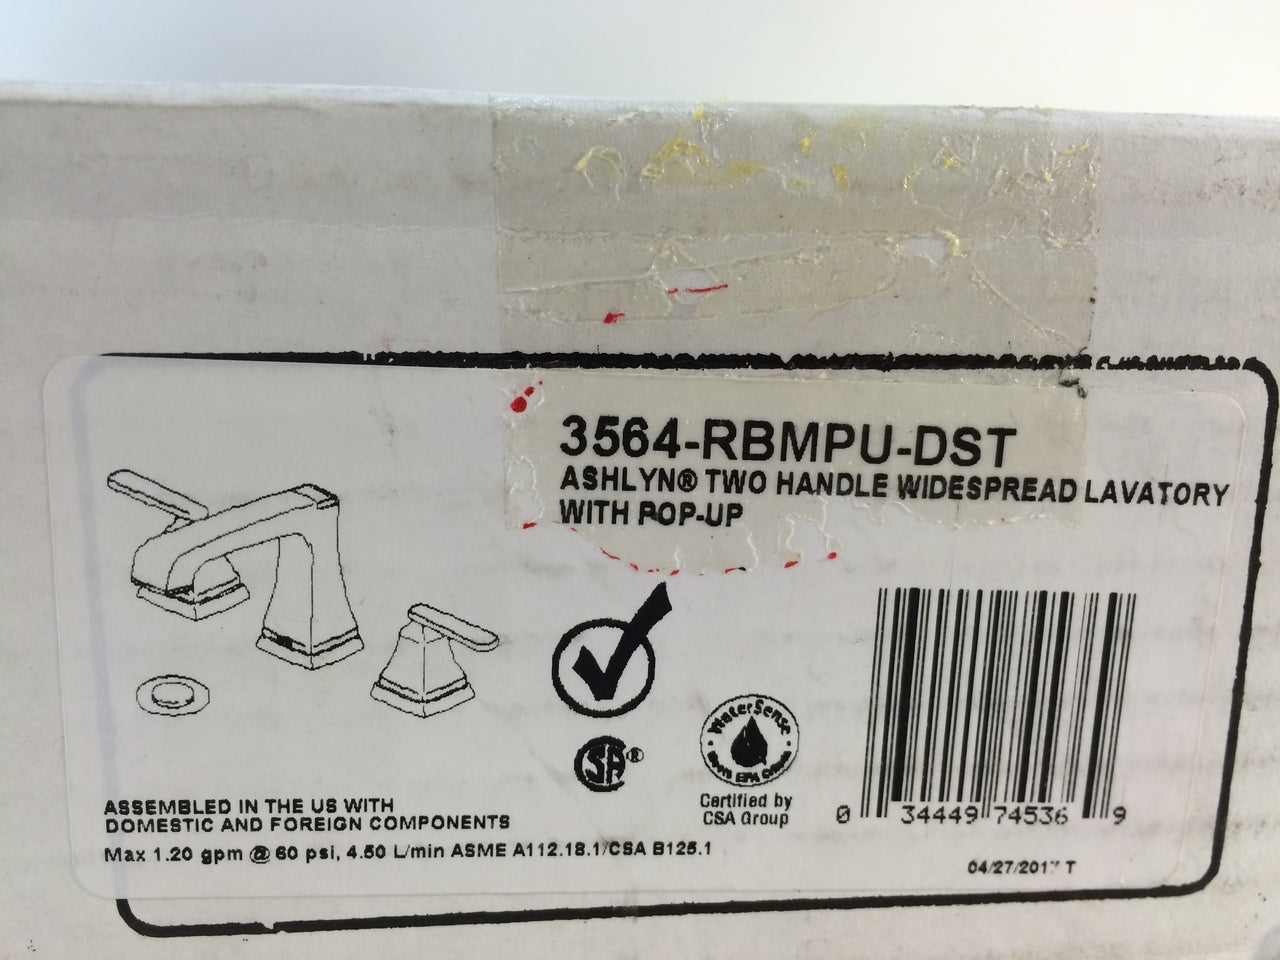 3564-RBMPU-DST
ASHLYN® TWO HANDLE WIDESPREAD LAVATORY
WITH POP-UP
SA®
WaterSense
Certified by
CSA Group
0 34449 74536 9
ASSEMBLED IN THE US WITH
DOMESTIC AND FOREIGN COMPONENTS
Max 1.20 gpm @ 60 psi, 4.50 L/min ASME A112.18.1/CSA B125.1
04/27/2017 T